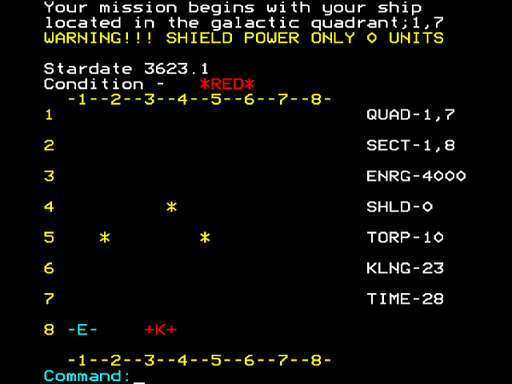 Your mission begins with your ship
located in the galactic quadrant;1,7
WARNING!!! SHIELD POWER ONLY 0 UNITS
Stardate 3623.1
Condition - *RED*
-1--2--3--4--5--6--7--8-
1 QUAD-1,7
2 SECT-1,8
3 ENRG-4000
4 * SHLD-0
5 * * TORP-10
6 KLNG-23
7 TIME-28
8 -E- +K+
-1--2--3--4--5--6--7--8-
Command:_